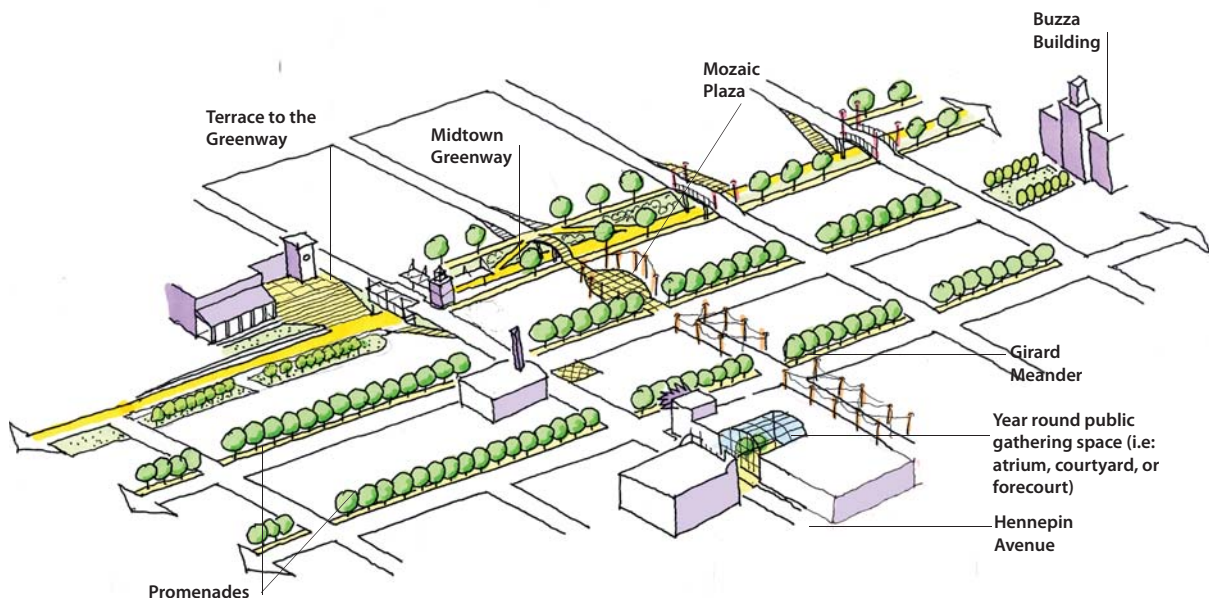 Buzza
Building
Mozaic
Plaza
Terrace to the
Greenway
Midtown
Greenway
Girard
Meander
Year round public
gathering space (i.e:
atrium, courtyard, or
forecourt)
Hennepin
Avenue
Promenades